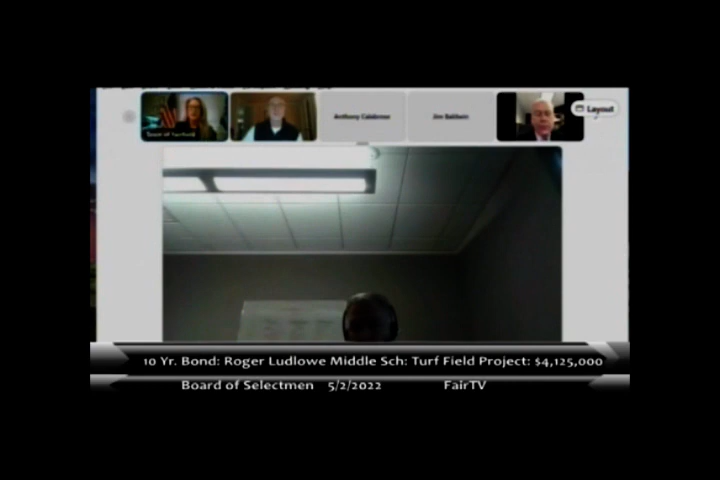 Town of Fairfield
Anthony Calabrese
Jim Baldwin
Layout
10 Yr. Bond: Roger Ludlowe Middle Sch: Turf Field Project: $4,125,000
Board of Selectmen 5/2/2022 FairTV